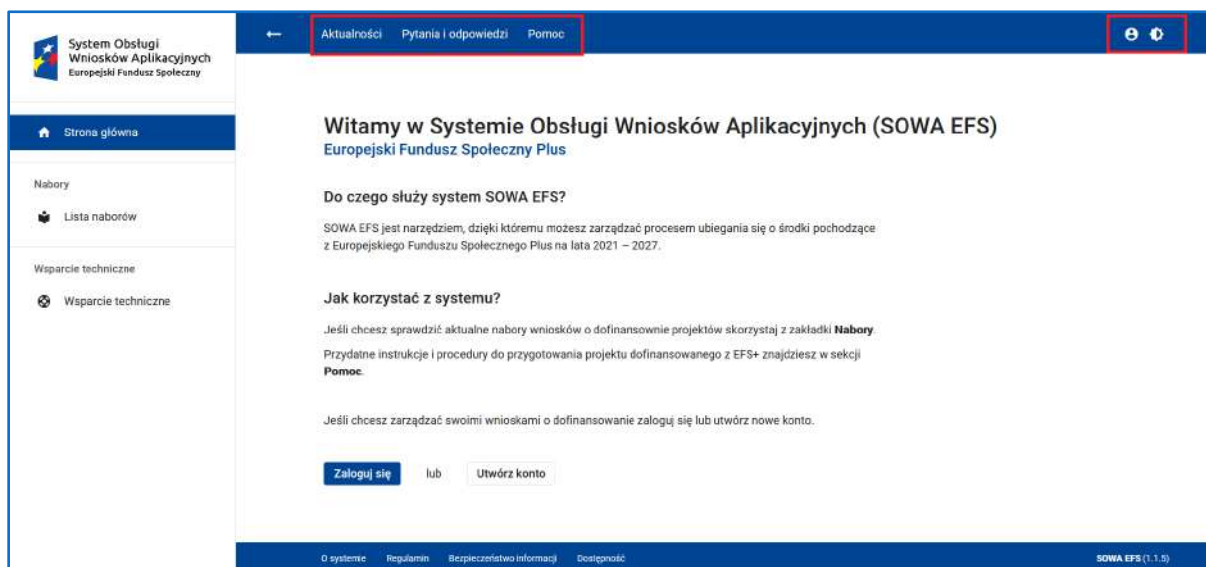 System Obsługi
Wniosków Aplikacyjnych
Europejski Fundusz Społeczny
Aktualności Pytania i odpowiedzi Pomoc
Strona główna
Nabory
Lista naborów
Wsparcie techniczne
Wsparcie techniczne
Witamy w Systemie Obsługi Wniosków Aplikacyjnych (SOWA EFS)
Europejski Fundusz Społeczny Plus
Do czego służy system SOWA EFS?
SOWA EFS jest narzędziem, dzięki któremu możesz zarządzać procesem ubiegania się o środki pochodzące
z Europejskiego Funduszu Społecznego Plus na lata 2021 – 2027.
Jak korzystać z systemu?
Jeśli chcesz sprawdzić aktualne nabory wniosków o dofinansownie projektów skorzystaj z zakładki Nabory.
Przydatne instrukcje i procedury do przygotowania projektu dofinansowanego z EFS+ znajdziesz w sekcji
Pomoc.
Jeśli chcesz zarządzać swoimi wnioskami o dofinansowanie zaloguj się lub utwórz nowe konto.
Zaloguj się lub Utwórz konto
O systemie Regulamin Bezpieczeństwo informacji Dostępność SOWA EFS (1.1.5)